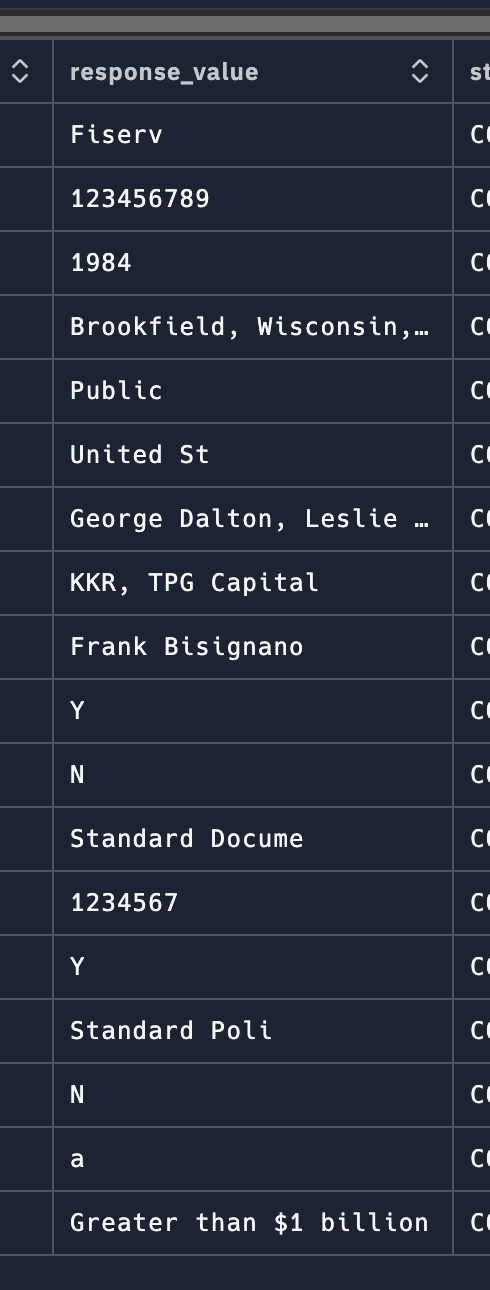 response_value st
Fiserv CO
123456789 CO
1984 CO
Brookfield, Wisconsin,… CO
Public CO
United St CO
George Dalton, Leslie … CO
KKR, TPG Capital CO
Frank Bisignano CO
Y CO
N CO
Standard Docume CO
1234567 CO
Y CO
Standard Poli CO
N CO
a CO
Greater than $1 billion CO